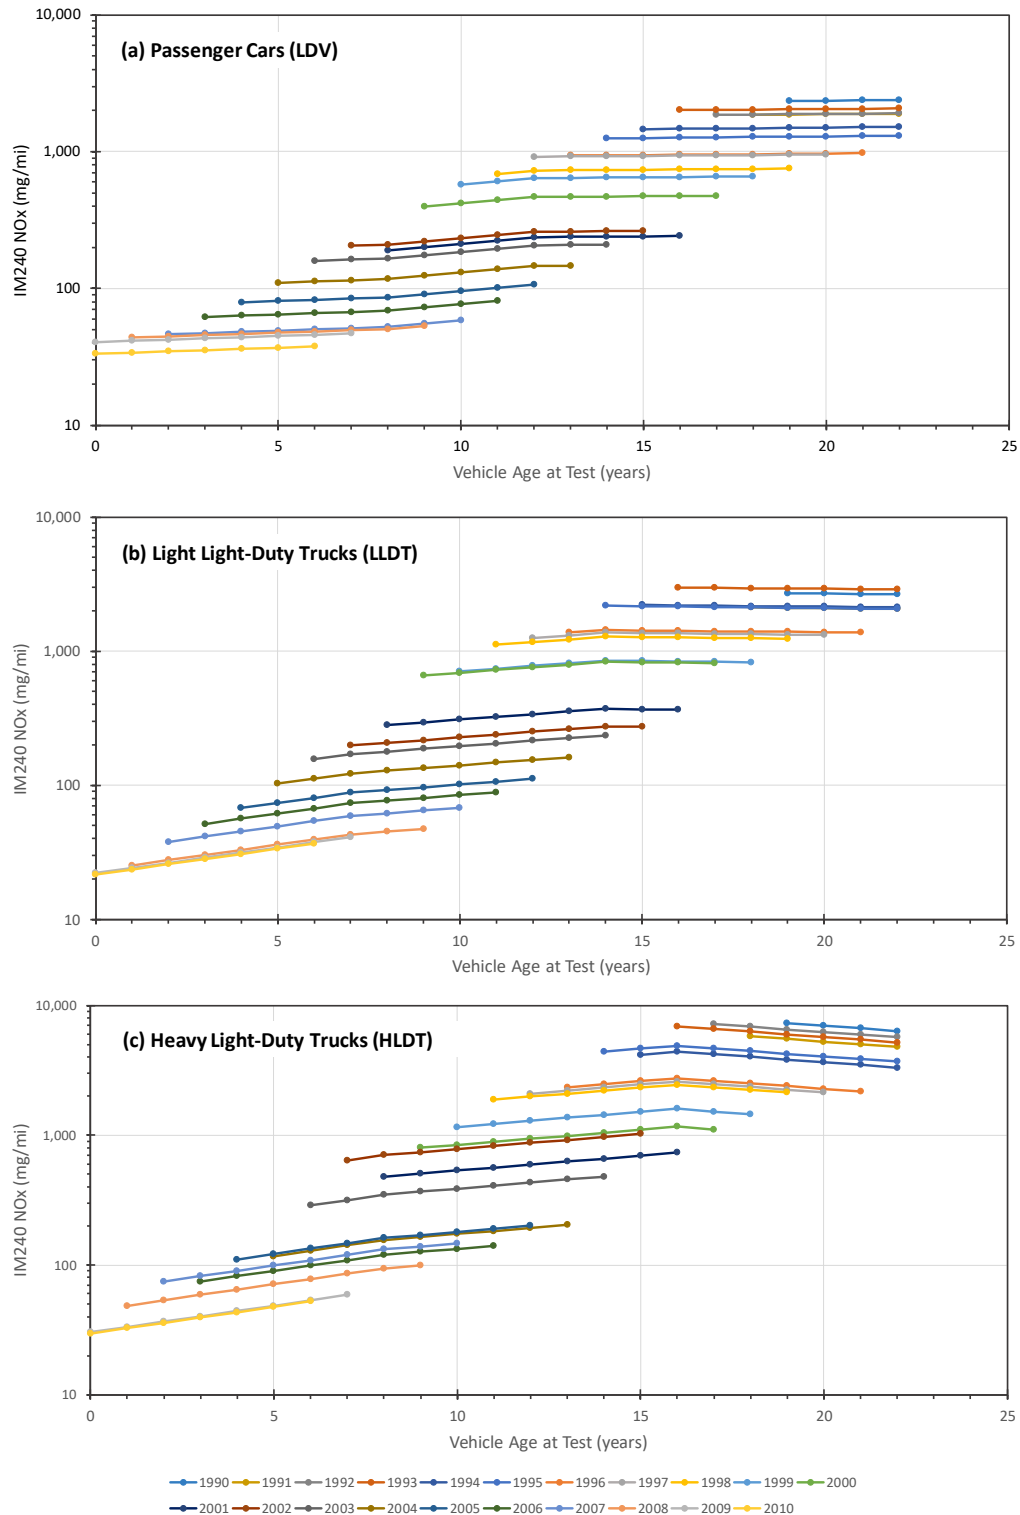 (a) Passenger Cars (LDV)
10,000
1,000
100
10
IM240 NOx (mg/mi)
0 5 10 15 20 25
Vehicle Age at Test (years)
(b) Light Light-Duty Trucks (LLDT)
10,000
1,000
100
10
IM240 NOx (mg/mi)
0 5 10 15 20 25
Vehicle Age at Test (years)
(c) Heavy Light-Duty Trucks (HLDT)
10,000
1,000
100
10
IM240 NOx (mg/mi)
0 5 10 15 20 25
Vehicle Age at Test (years)
1990 1991 1992 1993 1994 1995 1996 1997 1998 1999 2000
2001 2002 2003 2004 2005 2006 2007 2008 2009 2010